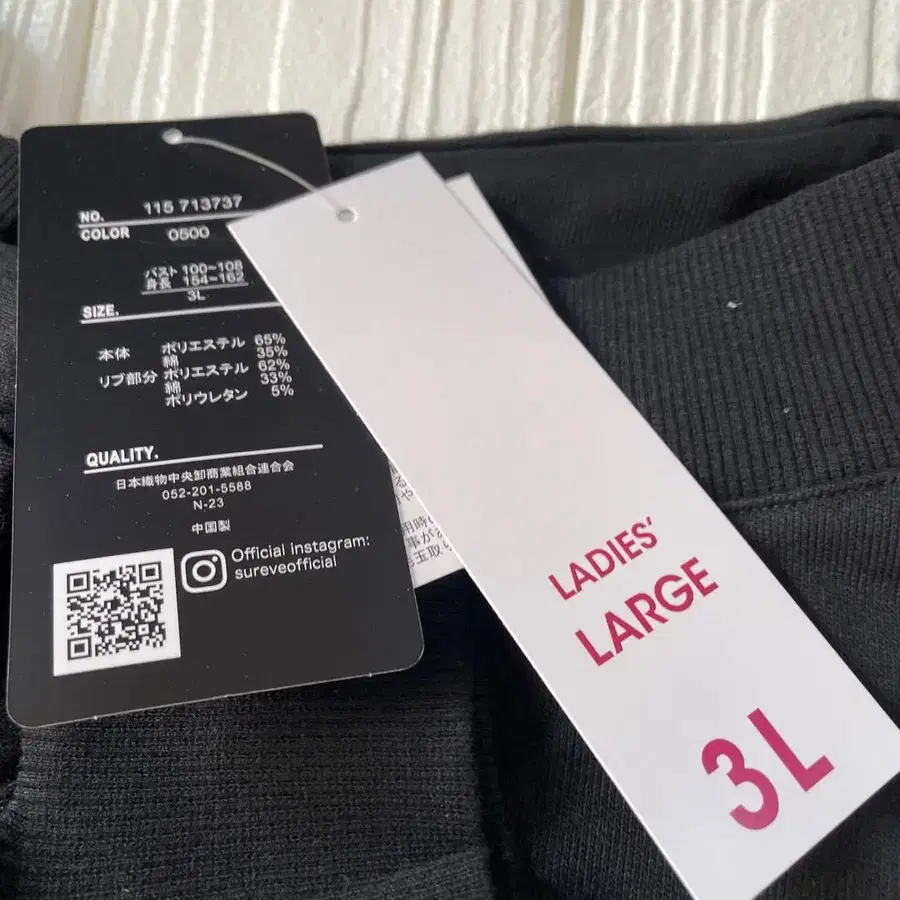 NO. 115 713737
COLOR 0500
バスト 100~108
身長 154~162
3L
SIZE.
本体 ポリエステル 65%
綿 35%
リブ部分 ポリエステル 62%
綿 33%
ポリウレタン 5%
QUALITY.
日本織物中央卸商業組合連合会
052-201-5588
N-23
中国製
Official instagram:
sureveofficial
LADIES'
LARGE
3L